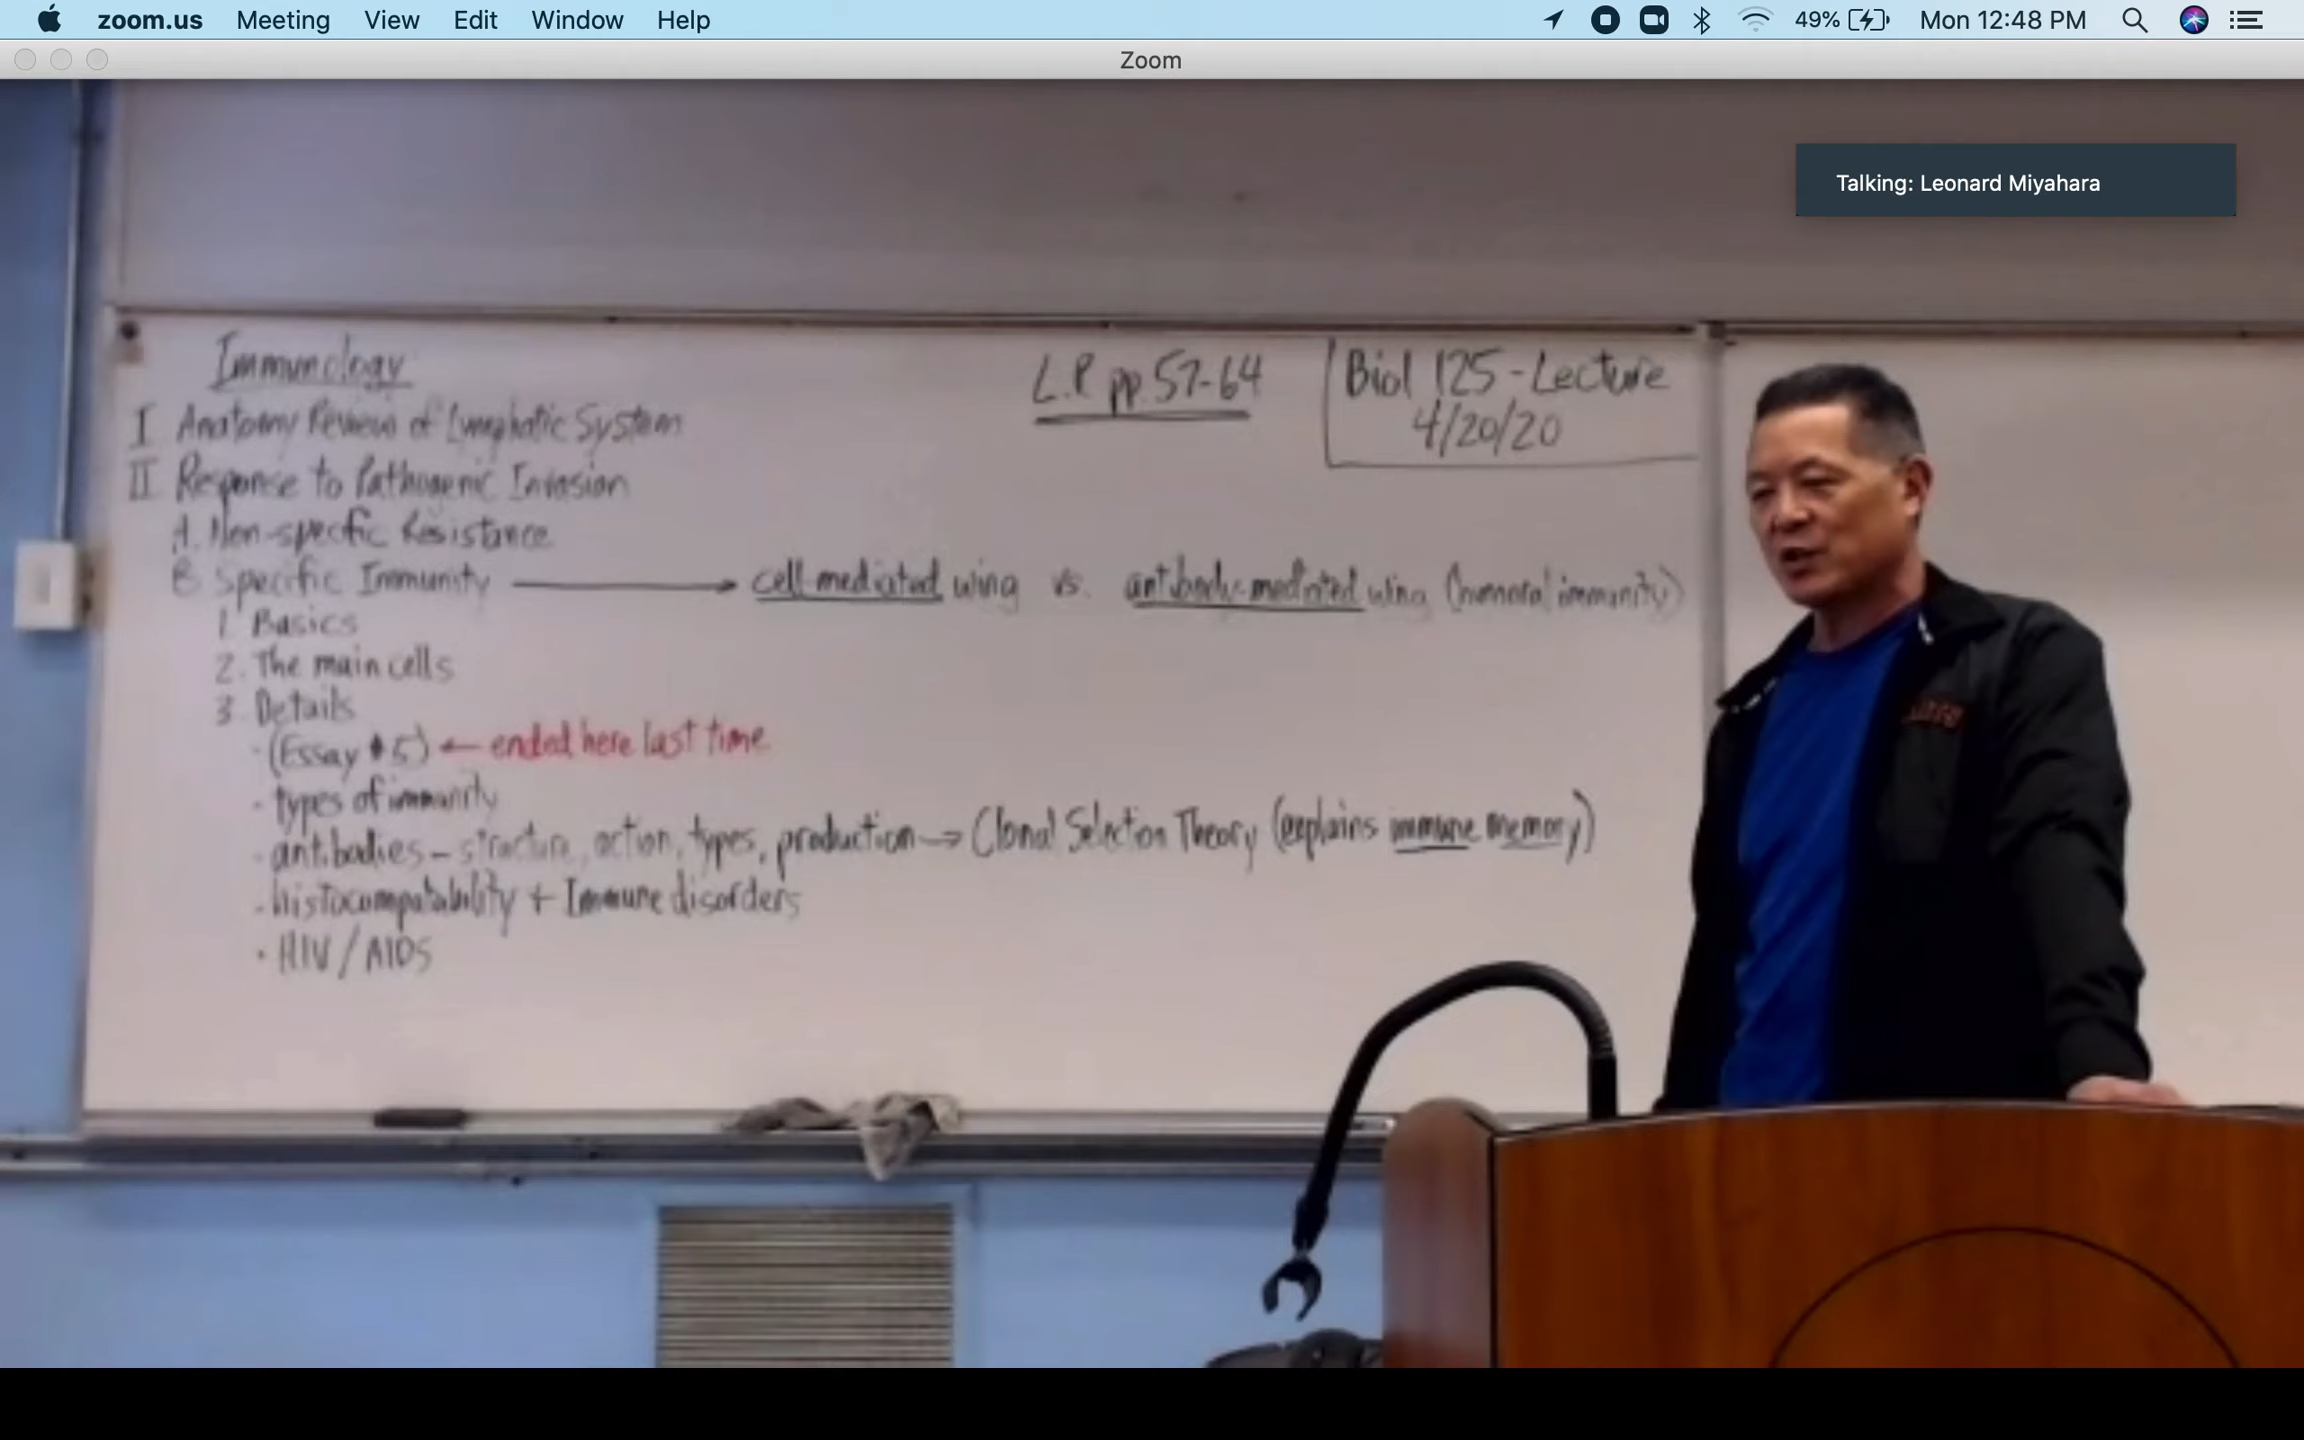 zoom.us Meeting View Edit Window Help 49% Mon 12:48 PM
Zoom
Talking: Leonard Miyahara
Immunology
L.P. pp. 57-64
Biol 125 - Lecture
4/20/20
I Anatomy Review of Lymphatic System
II Response to Pathogenic Invasion
A. Non-specfic Resistance
B Specific Immunity → cell-mediated wing vs. antibody-mediated wing (humoral immunity)
1. Basics
2. The main cells
3. Details
· (Essay #5) ← ended here last time
· types of immunity
· antibodies - structure, action, types, production → Clonal Selection Theory (explains immune memory)
· histocompatability + Immune disorders
· HIV / AIDS